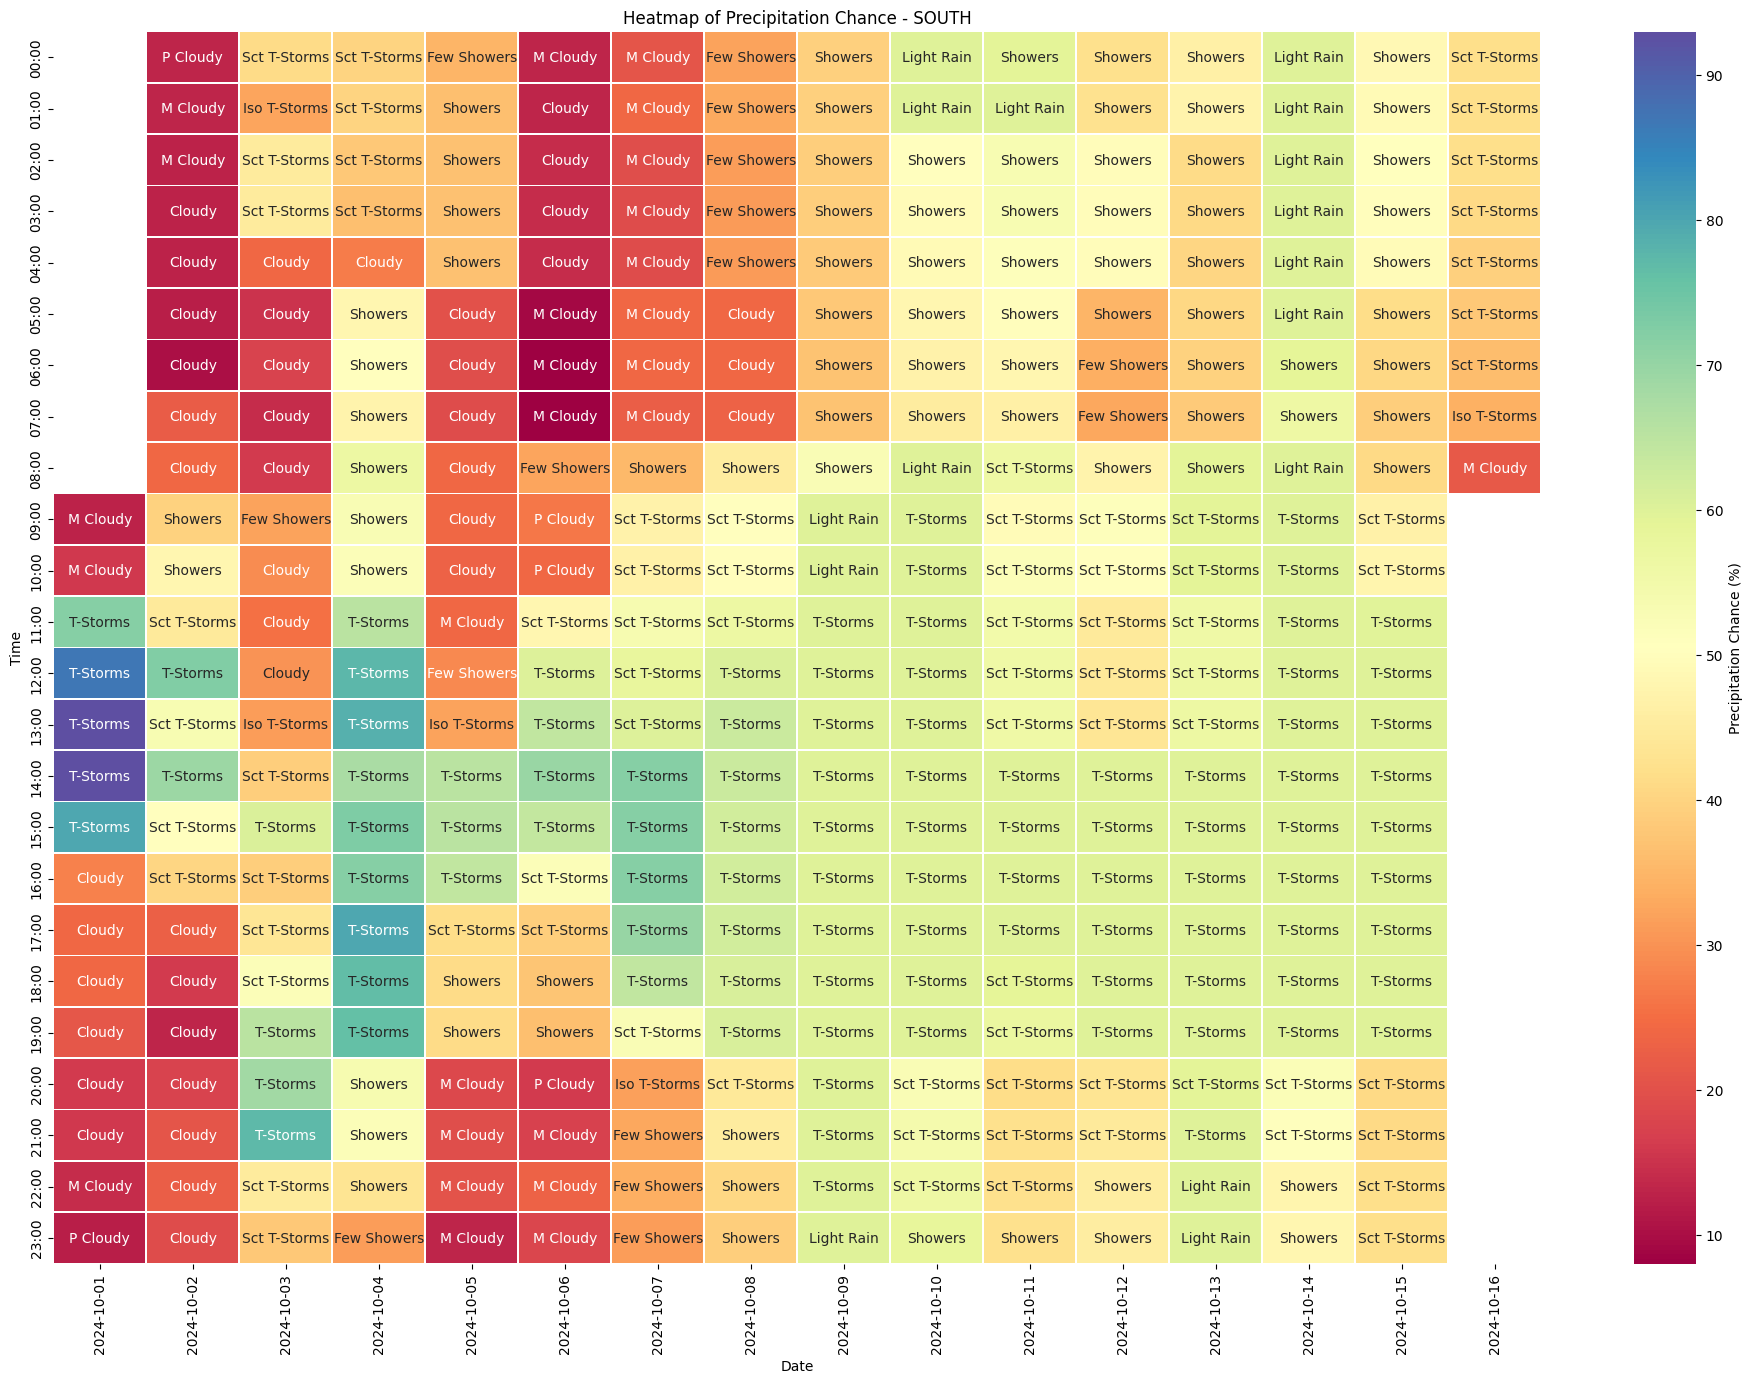 Heatmap of Precipitation Chance - SOUTH
00:00 P Cloudy Sct T-Storms Sct T-Storms Few Showers M Cloudy M Cloudy Few Showers Showers Light Rain Showers Showers Showers Light Rain Showers Sct T-Storms
01:00 M Cloudy Iso T-Storms Sct T-Storms Showers Cloudy M Cloudy Few Showers Showers Light Rain Light Rain Showers Showers Light Rain Showers Sct T-Storms
02:00 M Cloudy Sct T-Storms Sct T-Storms Showers Cloudy M Cloudy Few Showers Showers Showers Showers Showers Showers Light Rain Showers Sct T-Storms
03:00 Cloudy Sct T-Storms Sct T-Storms Showers Cloudy M Cloudy Few Showers Showers Showers Showers Showers Showers Light Rain Showers Sct T-Storms
04:00 Cloudy Cloudy Cloudy Showers Cloudy M Cloudy Few Showers Showers Showers Showers Showers Showers Light Rain Showers Sct T-Storms
05:00 Cloudy Cloudy Showers Cloudy M Cloudy M Cloudy Cloudy Showers Showers Showers Showers Showers Light Rain Showers Sct T-Storms
06:00 Cloudy Cloudy Showers Cloudy M Cloudy M Cloudy Cloudy Showers Showers Showers Few Showers Showers Showers Showers Sct T-Storms
07:00 Cloudy Cloudy Showers Cloudy M Cloudy M Cloudy Cloudy Showers Showers Showers Few Showers Showers Showers Showers Iso T-Storms
08:00 Cloudy Cloudy Showers Cloudy Few Showers Showers Showers Showers Light Rain Sct T-Storms Showers Showers Light Rain Showers M Cloudy
09:00 M Cloudy Showers Few Showers Showers Cloudy P Cloudy Sct T-Storms Sct T-Storms Light Rain T-Storms Sct T-Storms Sct T-Storms Sct T-Storms T-Storms Sct T-Storms
10:00 M Cloudy Showers Cloudy Showers Cloudy P Cloudy Sct T-Storms Sct T-Storms Light Rain T-Storms Sct T-Storms Sct T-Storms Sct T-Storms T-Storms Sct T-Storms
11:00 T-Storms Sct T-Storms Cloudy T-Storms M Cloudy Sct T-Storms Sct T-Storms Sct T-Storms T-Storms T-Storms Sct T-Storms Sct T-Storms Sct T-Storms T-Storms T-Storms
12:00 T-Storms T-Storms Cloudy T-Storms Few Showers T-Storms Sct T-Storms T-Storms T-Storms T-Storms Sct T-Storms Sct T-Storms Sct T-Storms T-Storms T-Storms
13:00 T-Storms Sct T-Storms Iso T-Storms T-Storms Iso T-Storms T-Storms Sct T-Storms T-Storms T-Storms T-Storms Sct T-Storms Sct T-Storms Sct T-Storms T-Storms T-Storms
14:00 T-Storms T-Storms Sct T-Storms T-Storms T-Storms T-Storms T-Storms T-Storms T-Storms T-Storms T-Storms T-Storms T-Storms T-Storms T-Storms
15:00 T-Storms Sct T-Storms T-Storms T-Storms T-Storms T-Storms T-Storms T-Storms T-Storms T-Storms T-Storms T-Storms T-Storms T-Storms T-Storms
16:00 Cloudy Sct T-Storms Sct T-Storms T-Storms T-Storms Sct T-Storms T-Storms T-Storms T-Storms T-Storms T-Storms T-Storms T-Storms T-Storms T-Storms
17:00 Cloudy Cloudy Sct T-Storms T-Storms Sct T-Storms Sct T-Storms T-Storms T-Storms T-Storms T-Storms T-Storms T-Storms T-Storms T-Storms T-Storms
18:00 Cloudy Cloudy Sct T-Storms T-Storms Showers Showers T-Storms T-Storms T-Storms T-Storms Sct T-Storms T-Storms T-Storms T-Storms T-Storms
19:00 Cloudy Cloudy T-Storms T-Storms Showers Showers Sct T-Storms T-Storms T-Storms T-Storms Sct T-Storms T-Storms T-Storms T-Storms T-Storms
20:00 Cloudy Cloudy T-Storms Showers M Cloudy P Cloudy Iso T-Storms Sct T-Storms T-Storms Sct T-Storms Sct T-Storms Sct T-Storms Sct T-Storms Sct T-Storms Sct T-Storms
21:00 Cloudy Cloudy T-Storms Showers M Cloudy M Cloudy Few Showers Showers T-Storms Sct T-Storms Sct T-Storms Sct T-Storms T-Storms Sct T-Storms Sct T-Storms
22:00 M Cloudy Cloudy Sct T-Storms Showers M Cloudy M Cloudy Few Showers Showers T-Storms Sct T-Storms Sct T-Storms Showers Light Rain Showers Sct T-Storms
23:00 P Cloudy Cloudy Sct T-Storms Few Showers M Cloudy M Cloudy Few Showers Showers Light Rain Showers Showers Showers Light Rain Showers Sct T-Storms
Time
2024-10-01 2024-10-02 2024-10-03 2024-10-04 2024-10-05 2024-10-06 2024-10-07 2024-10-08 2024-10-09 2024-10-10 2024-10-11 2024-10-12 2024-10-13 2024-10-14 2024-10-15 2024-10-16
Date
90
80
70
60
50
40
30
20
10
Precipitation Chance (%)